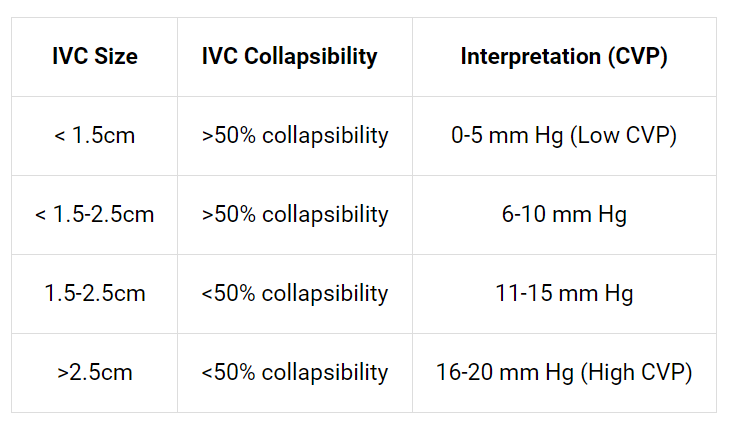 IVC Size IVC Collapsibility Interpretation (CVP)
< 1.5cm >50% collapsibility 0-5 mm Hg (Low CVP)
< 1.5-2.5cm >50% collapsibility 6-10 mm Hg
1.5-2.5cm <50% collapsibility 11-15 mm Hg
>2.5cm <50% collapsibility 16-20 mm Hg (High CVP)